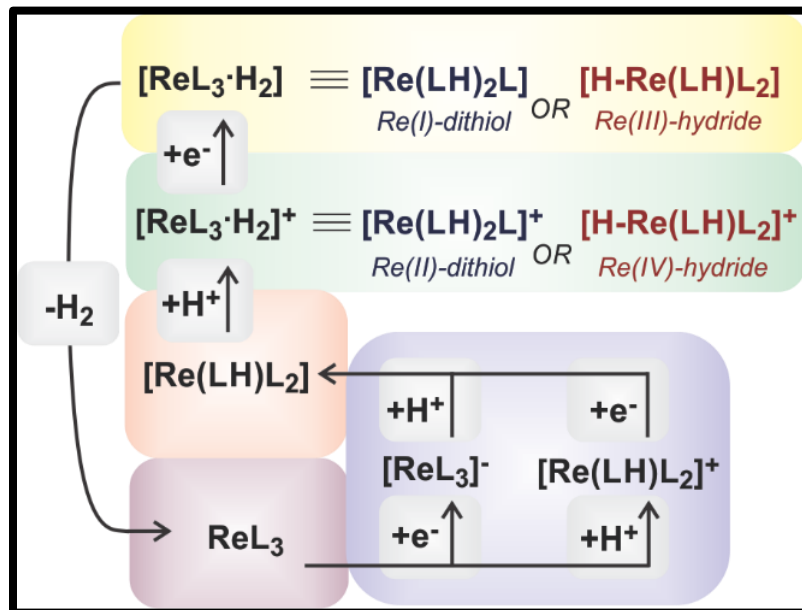 [ReL₃·H₂] ≡ [Re(LH)₂L] OR [H-Re(LH)L₂]
Re(I)-dithiol Re(III)-hydride
+e⁻
[ReL₃·H₂]⁺ ≡ [Re(LH)₂L]⁺ OR [H-Re(LH)L₂]⁺
Re(II)-dithiol Re(IV)-hydride
-H₂
+H⁺
[Re(LH)L₂]
+H⁺ +e⁻
[ReL₃]⁻ [Re(LH)L₂]⁺
ReL₃
+e⁻ +H⁺